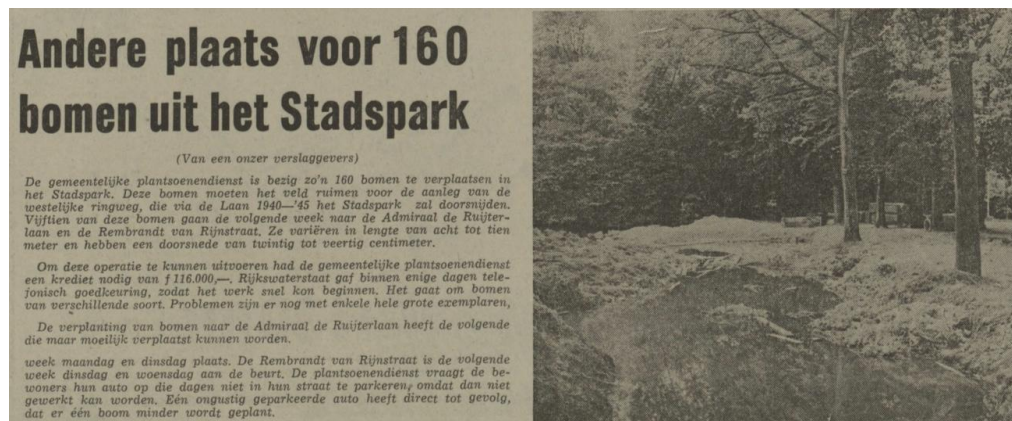 Andere plaats voor 160
bomen uit het Stadspark
(Van een onzer verslaggevers)
De gemeentelijke plantsoenendienst is bezig zo'n 160 bomen te verplaatsen in
het Stadspark. Deze bomen moeten het veld ruimen voor de aanleg van de
westelijke ringweg, die via de Laan 1940—'45 het Stadspark zal doorsnijden.
Vijftien van deze bomen gaan de volgende week naar de Admiraal de Ruijter-
laan en de Rembrandt van Rijnstraat. Ze variëren in lengte van acht tot tien
meter en hebben een doorsnede van twintig tot veertig centimeter.
Om deze operatie te kunnen uitvoeren had de gemeentelijke plantsoenendienst
een krediet nodig van f 116.000,—. Rijkswaterstaat gaf binnen enige dagen tele-
fonisch goedkeuring, zodat het werk snel kon beginnen. Het gaat om bomen
van verschillende soort. Problemen zijn er nog met enkele hele grote exemplaren,
De verplanting van bomen naar de Admiraal de Ruijterlaan heeft de volgende
die maar moeilijk verplaatst kunnen worden.
week maandag en dinsdag plaats. De Rembrandt van Rijnstraat is de volgende
week dinsdag en woensdag aan de beurt. De plantsoenendienst vraagt de be-
woners hun auto op die dagen niet in hun straat te parkeren, omdat dan niet
gewerkt kan worden. Eén ongustig geparkeerde auto heeft direct tot gevolg,
dat er één boom minder wordt geplant.